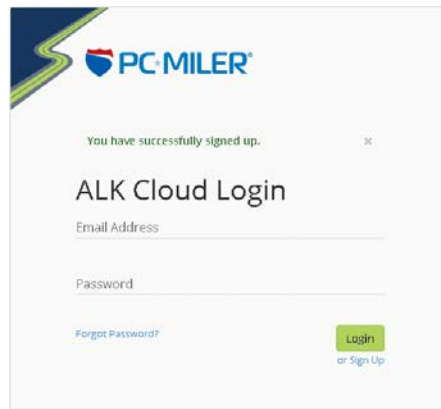 PC*MILER®
You have successfully signed up. ×
ALK Cloud Login
Email Address
Password
Forgot Password? Login
or Sign Up